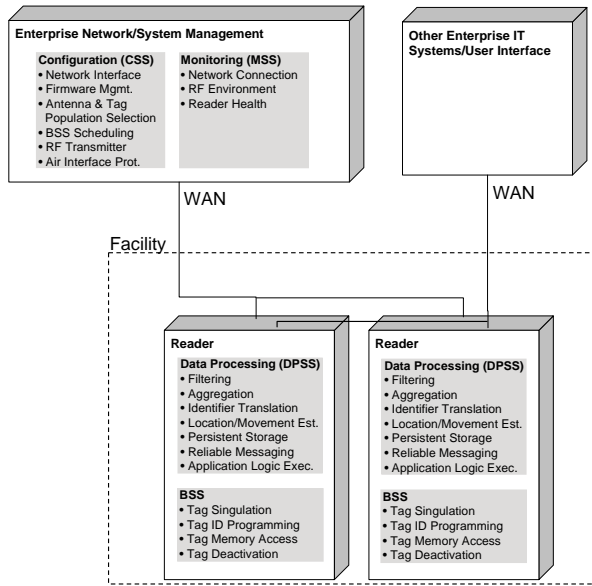 Enterprise Network/System Management
Configuration (CSS)
• Network Interface
• Firmware Mgmt.
• Antenna & Tag
Population Selection
• BSS Scheduling
• RF Transmitter
• Air Interface Prot.
Monitoring (MSS)
• Network Connection
• RF Environment
• Reader Health
Other Enterprise IT
Systems/User Interface
WAN
WAN
Facility
Reader
Data Processing (DPSS)
• Filtering
• Aggregation
• Identifier Translation
• Location/Movement Est.
• Persistent Storage
• Reliable Messaging
• Application Logic Exec.
BSS
• Tag Singulation
• Tag ID Programming
• Tag Memory Access
• Tag Deactivation
Reader
Data Processing (DPSS)
• Filtering
• Aggregation
• Identifier Translation
• Location/Movement Est.
• Persistent Storage
• Reliable Messaging
• Application Logic Exec.
BSS
• Tag Singulation
• Tag ID Programming
• Tag Memory Access
• Tag Deactivation